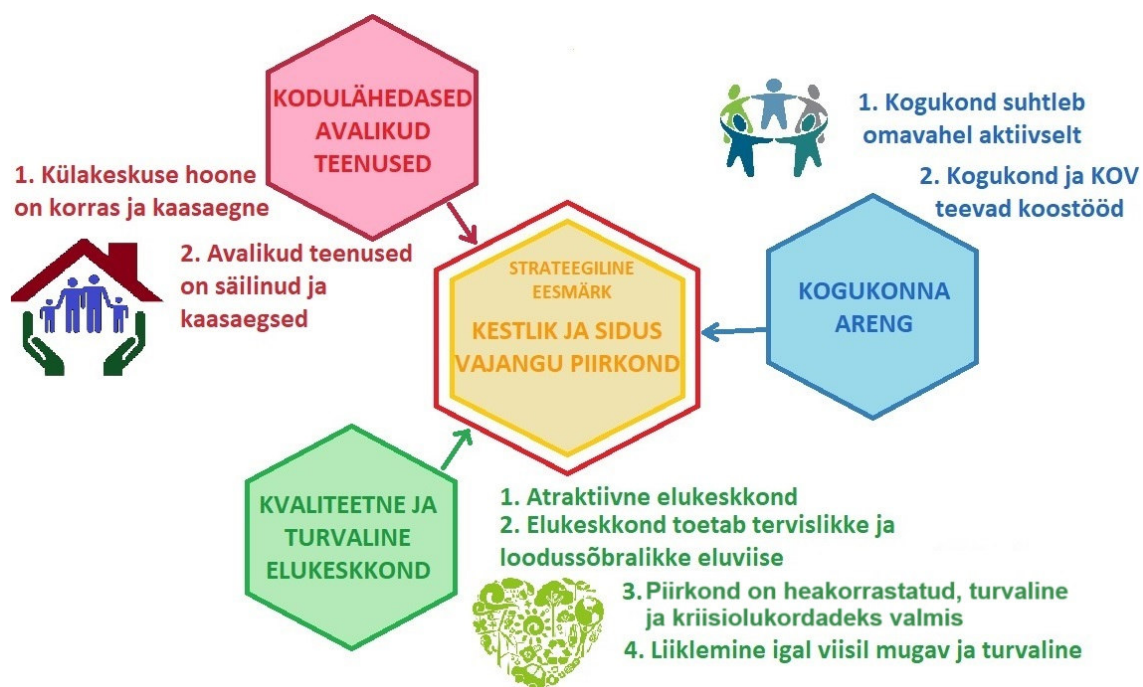 KODULÄHEDASED
AVALIKUD
TEENUSED
1. Külakeskuse hoone
on korras ja kaasaegne
2. Avalikud teenused
on säilinud ja
kaasaegsed
1. Kogukond suhtleb
omavahel aktiivselt
2. Kogukond ja KOV
teevad koostööd
KOGUKONNA
ARENG
STRATEEGILINE
EESMÄRK
KESTLIK JA SIDUS
VAJANGU PIIRKOND
KVALITEETNE JA
TURVALINE
ELUKESKKOND
1. Atraktiivne elukeskkond
2. Elukeskkond toetab tervislikke ja
loodussõbralikke eluviise
3. Piirkond on heakorrastatud, turvaline
ja kriisiolukordadeks valmis
4. Liiklemine igal viisil mugav ja turvaline